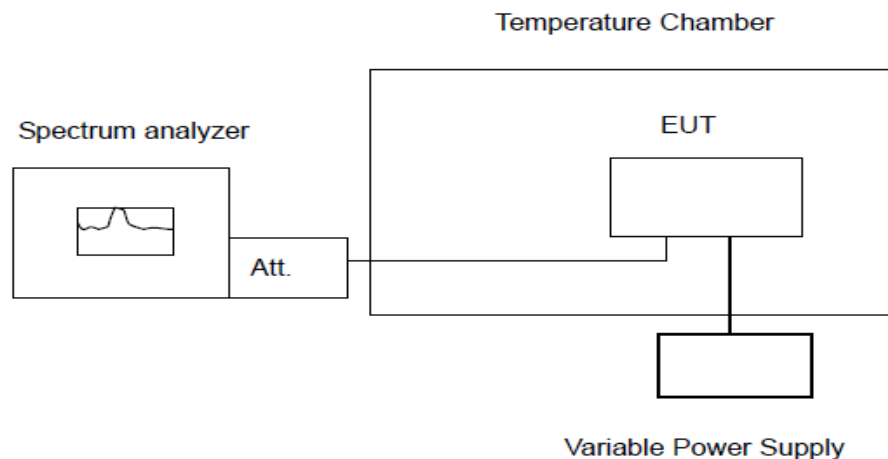 Temperature Chamber
Spectrum analyzer
EUT
Att.
Variable Power Supply